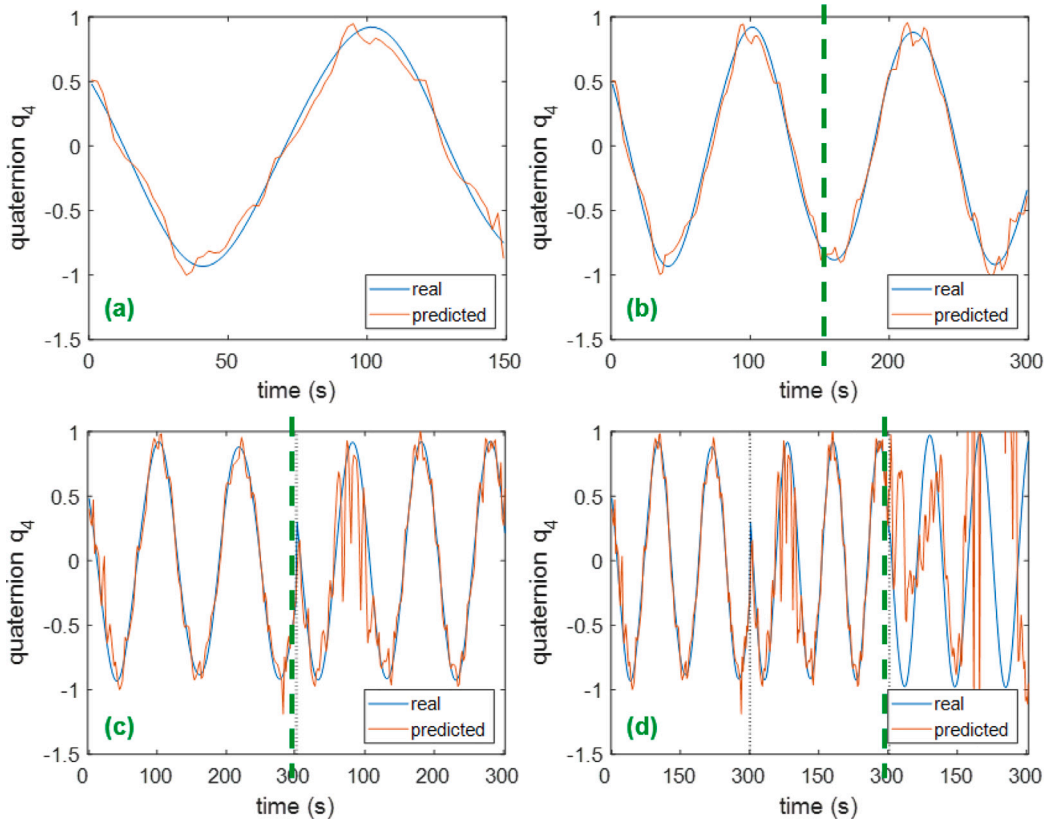 1
0.5
0
-0.5
-1
-1.5
quaternion q4
0 50 100 150
time (s)
real
predicted
(a)
1
0.5
0
-0.5
-1
-1.5
quaternion q4
0 100 200 300
time (s)
real
predicted
(b)
1
0.5
0
-0.5
-1
-1.5
quaternion q4
0 100 200 300 100 200 300
time (s)
real
predicted
(c)
1
0.5
0
-0.5
-1
-1.5
quaternion q4
0 150 300 150 300 150 300
time (s)
real
predicted
(d)